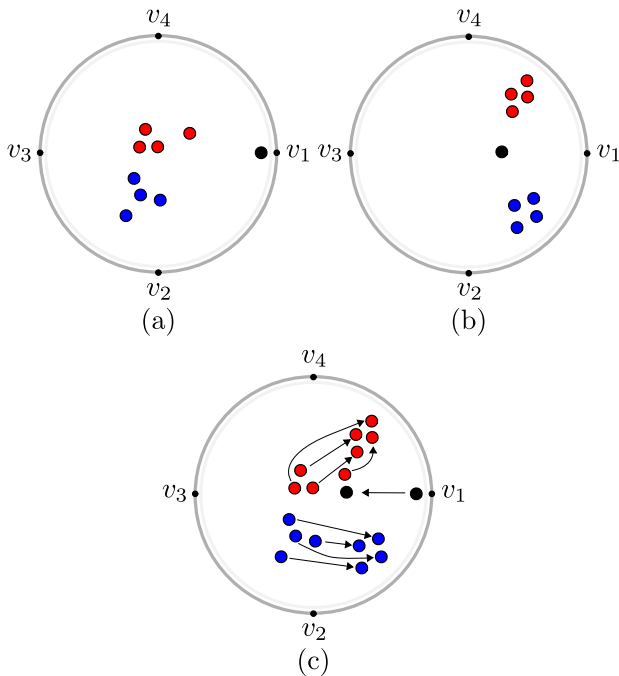 v₄ v₄
v₃ v₁ v₃ v₁
v₂ v₂
(a) (b)
v₄
v₃ v₁
v₂
(c)